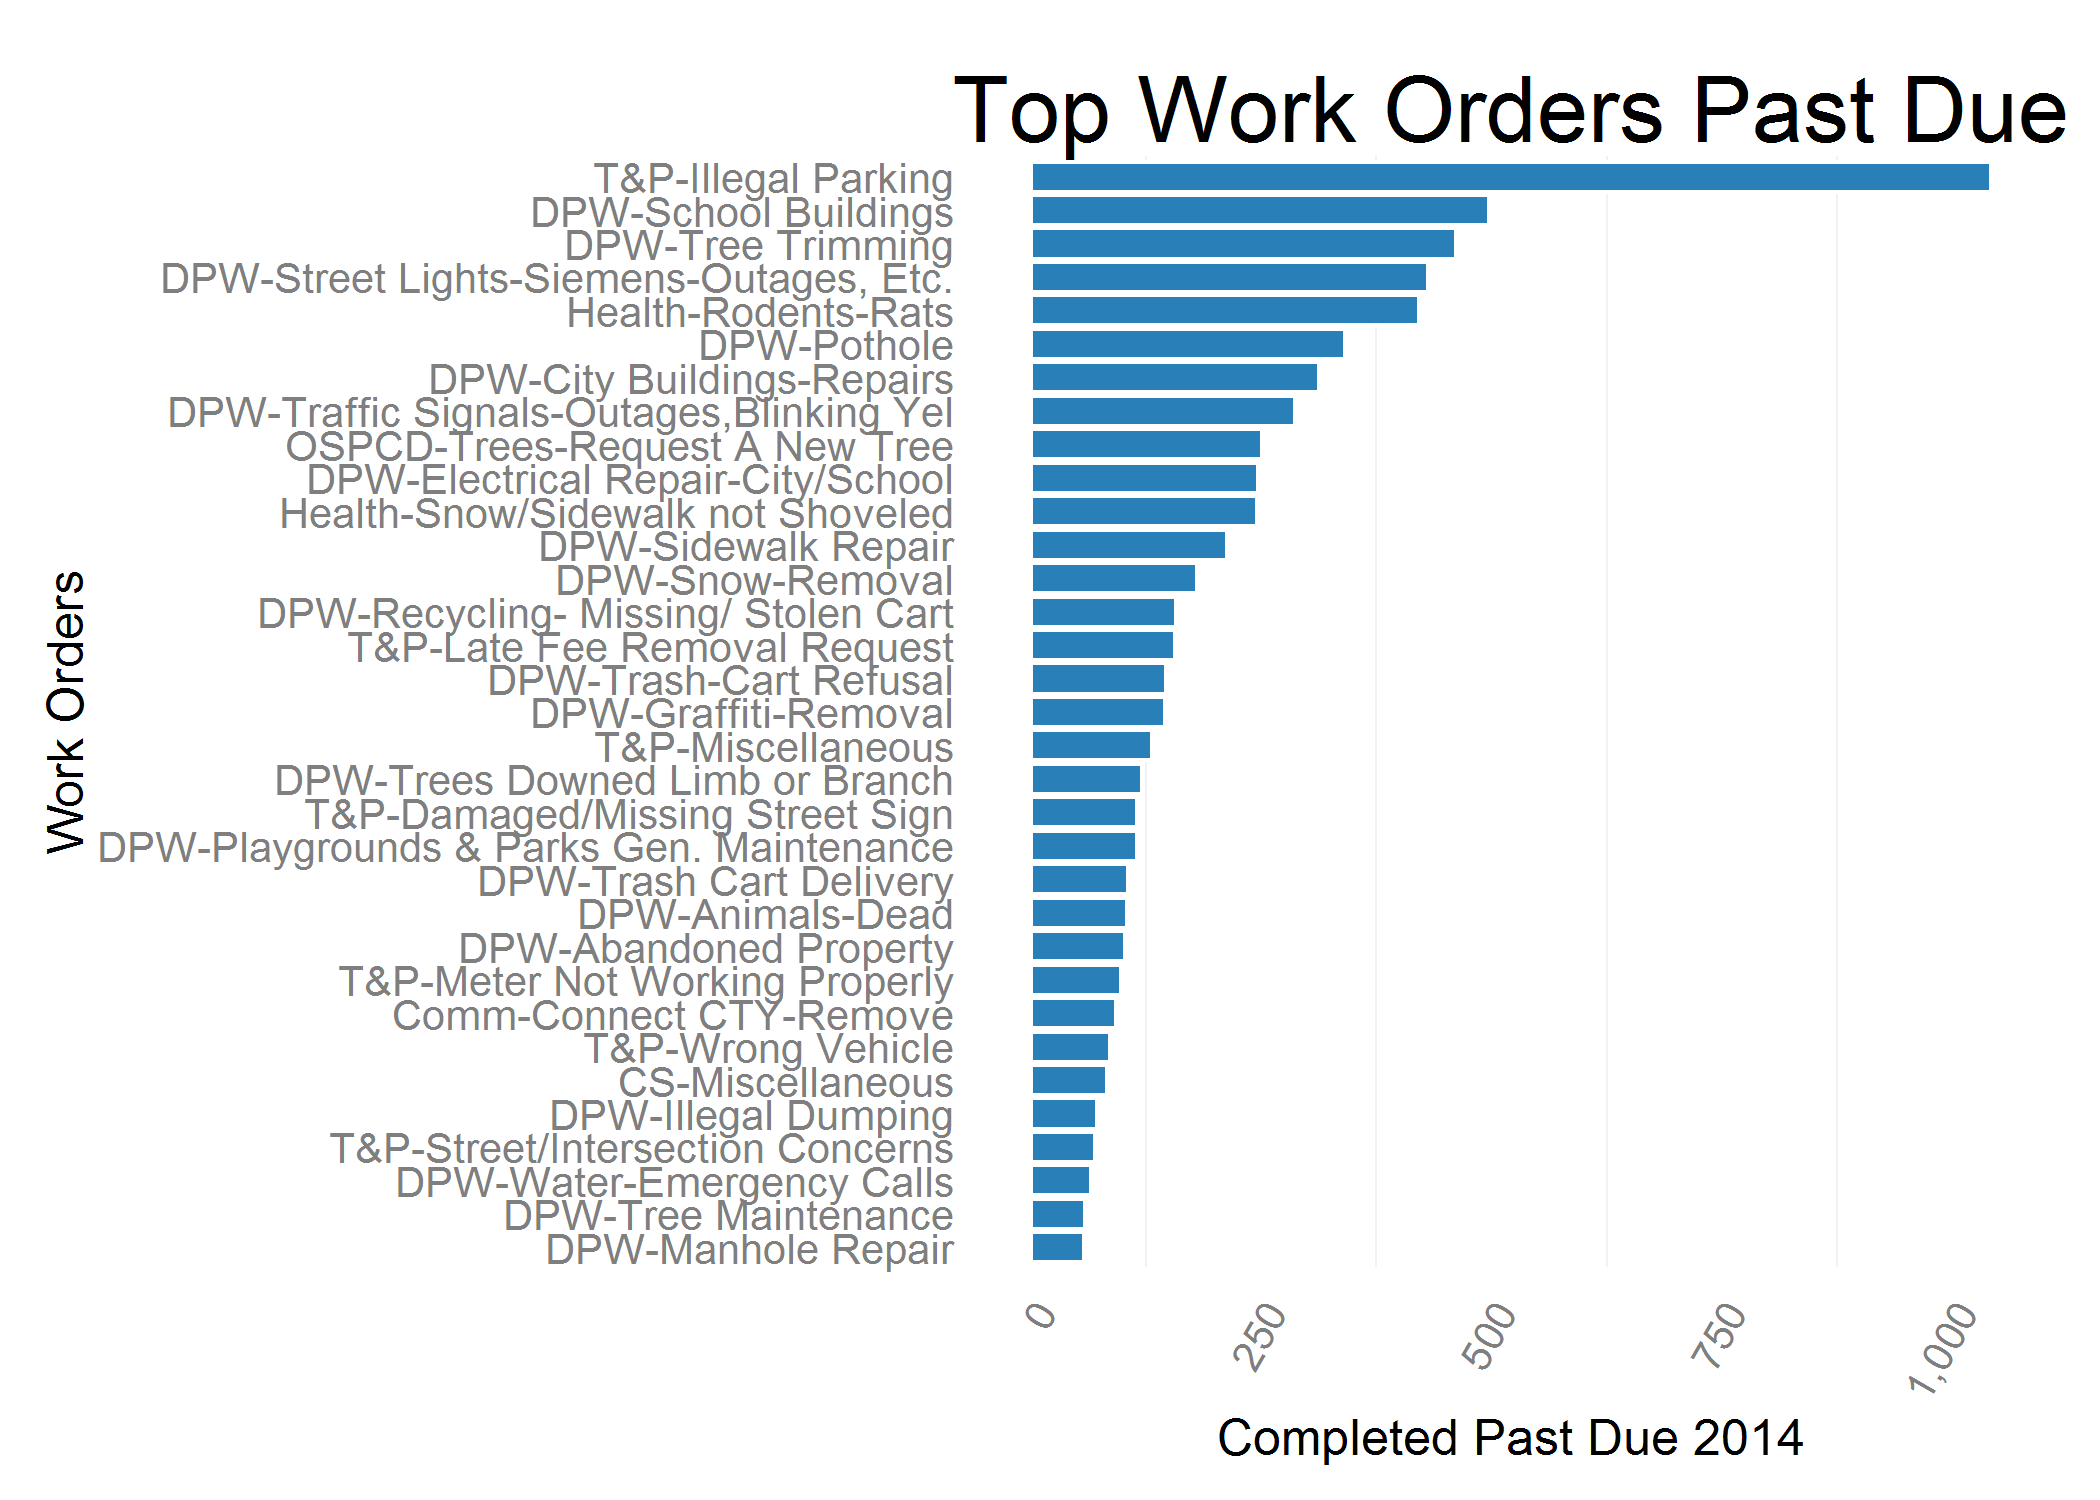 Top Work Orders Past Due
T&P-Illegal Parking
DPW-School Buildings
DPW-Tree Trimming
DPW-Street Lights-Siemens-Outages, Etc.
Health-Rodents-Rats
DPW-Pothole
DPW-City Buildings-Repairs
DPW-Traffic Signals-Outages,Blinking Yel
OSPCD-Trees-Request A New Tree
DPW-Electrical Repair-City/School
Health-Snow/Sidewalk not Shoveled
DPW-Sidewalk Repair
DPW-Snow-Removal
DPW-Recycling- Missing/ Stolen Cart
T&P-Late Fee Removal Request
DPW-Trash-Cart Refusal
DPW-Graffiti-Removal
T&P-Miscellaneous
DPW-Trees Downed Limb or Branch
T&P-Damaged/Missing Street Sign
DPW-Playgrounds & Parks Gen. Maintenance
DPW-Trash Cart Delivery
DPW-Animals-Dead
DPW-Abandoned Property
T&P-Meter Not Working Properly
Comm-Connect CTY-Remove
T&P-Wrong Vehicle
CS-Miscellaneous
DPW-Illegal Dumping
T&P-Street/Intersection Concerns
DPW-Water-Emergency Calls
DPW-Tree Maintenance
DPW-Manhole Repair
Work Orders
0
250
500
750
1,000
Completed Past Due 2014